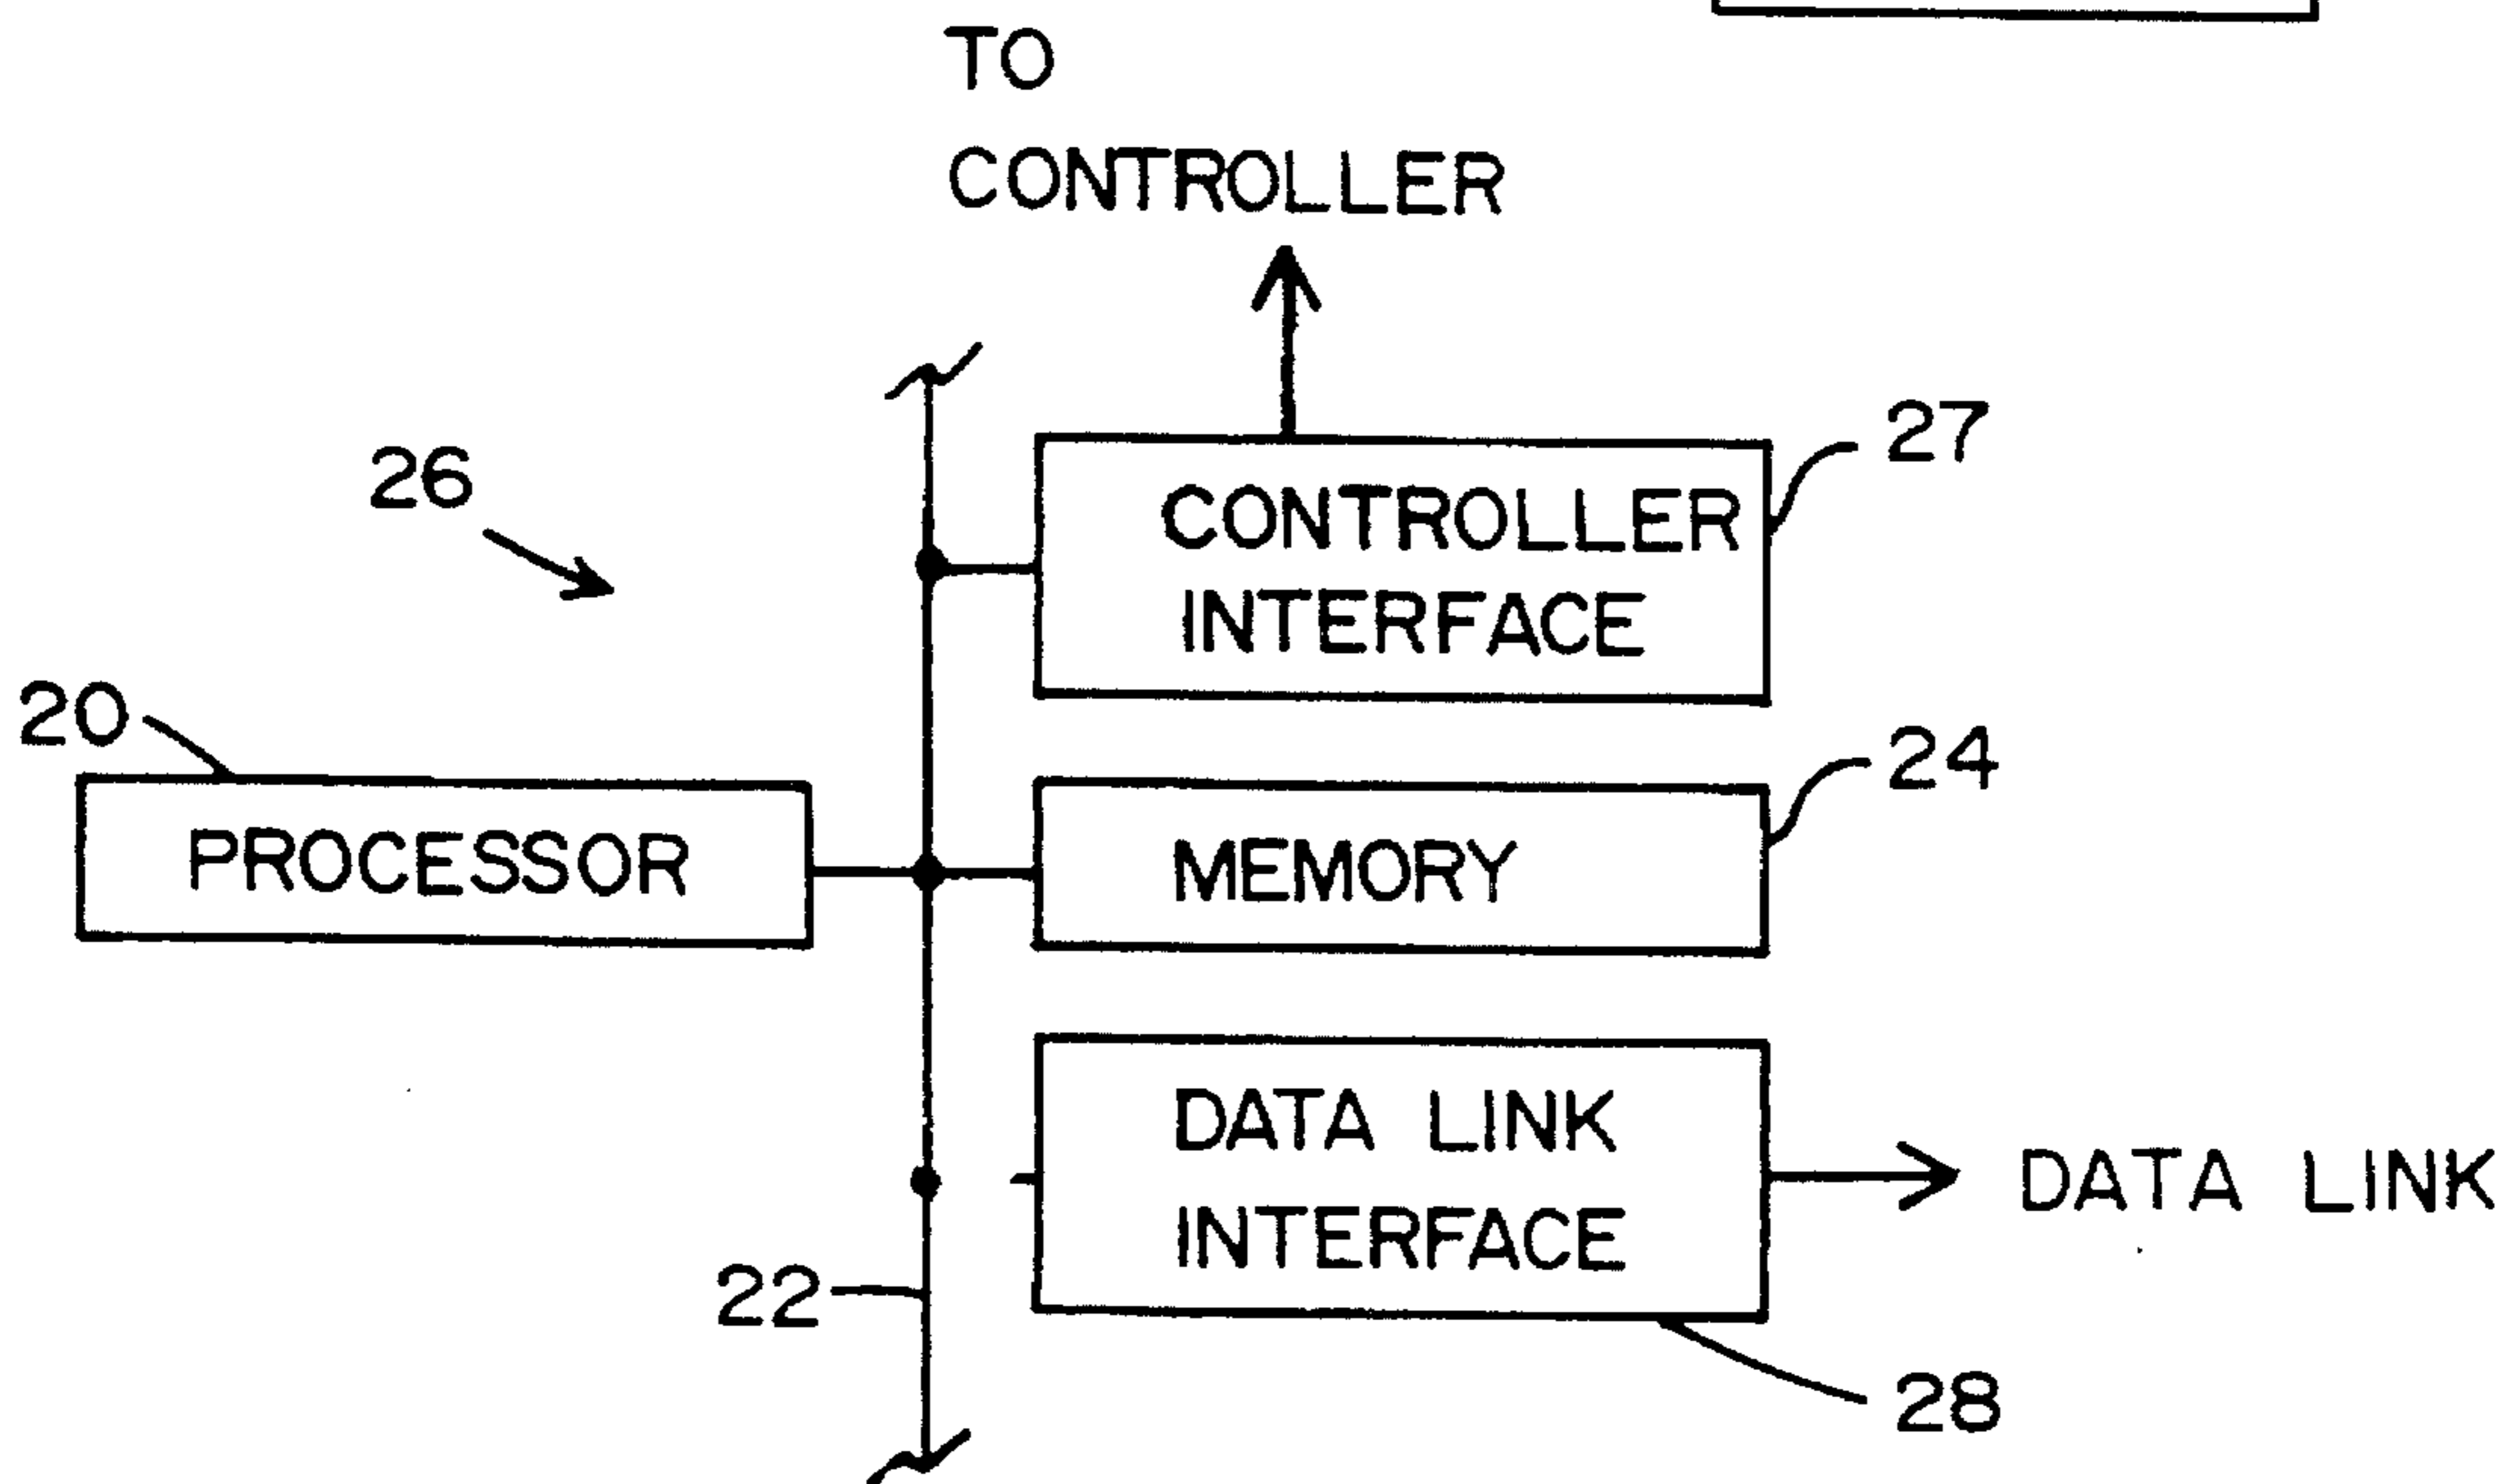 TO
CONTROLLER
27
26
CONTROLLER
INTERFACE
20
24
PROCESSOR
MEMORY
DATA LINK
INTERFACE
DATA LINK
22
28